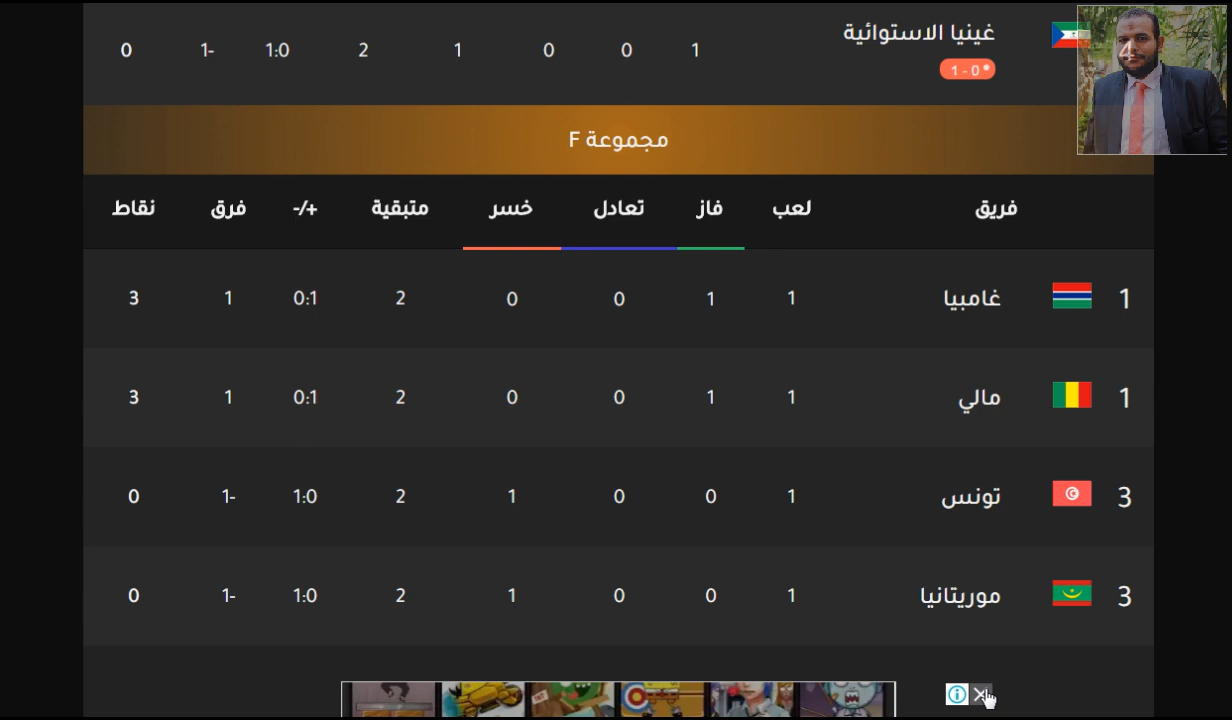 4 غينيا الاستوائية 1 0 0 1 2 1:0 1- 0
1 - 0
مجموعة F
فريق لعب فاز تعادل خسر متبقية +/- فرق نقاط
1 غامبيا 1 1 0 0 2 0:1 1 3
1 مالي 1 1 0 0 2 0:1 1 3
3 تونس 1 0 0 1 2 1:0 1- 0
3 موريتانيا 1 0 0 1 2 1:0 1- 0